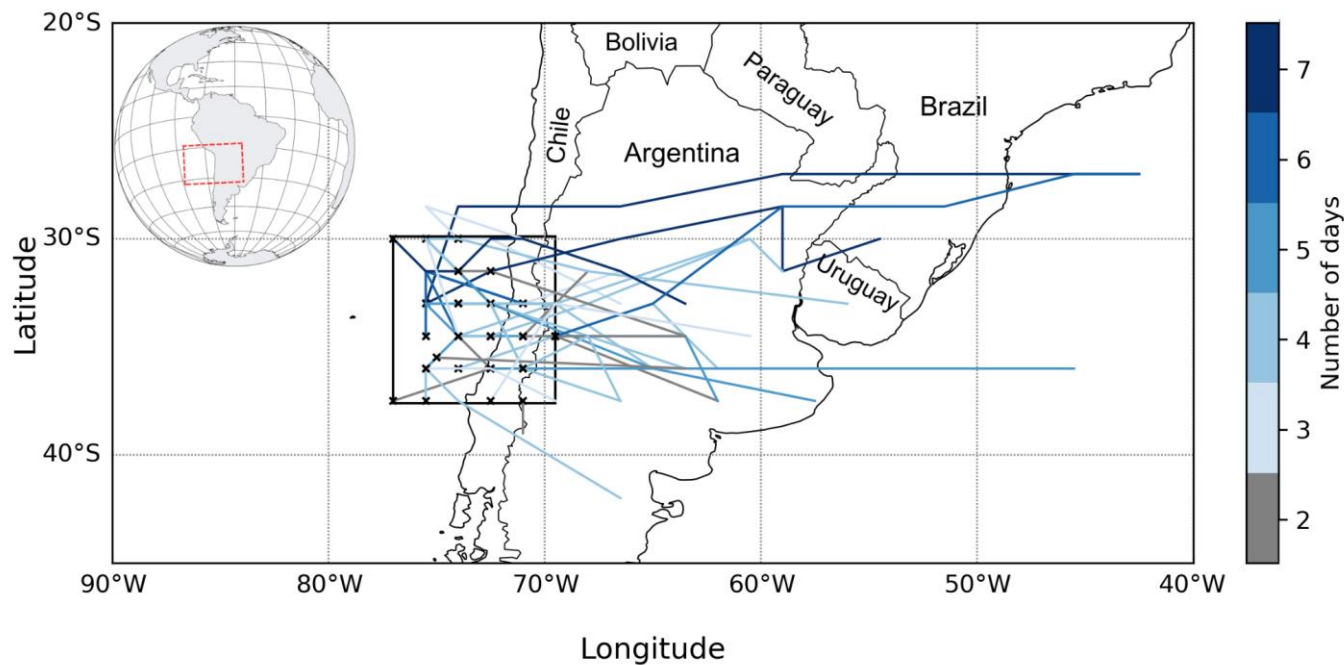 20°S
30°S
40°S
Latitude
Bolivia
Paraguay
Brazil
Chile
Argentina
Uruguay
90°W 80°W 70°W 60°W 50°W 40°W
Longitude
7
6
5
4
3
2
Number of days